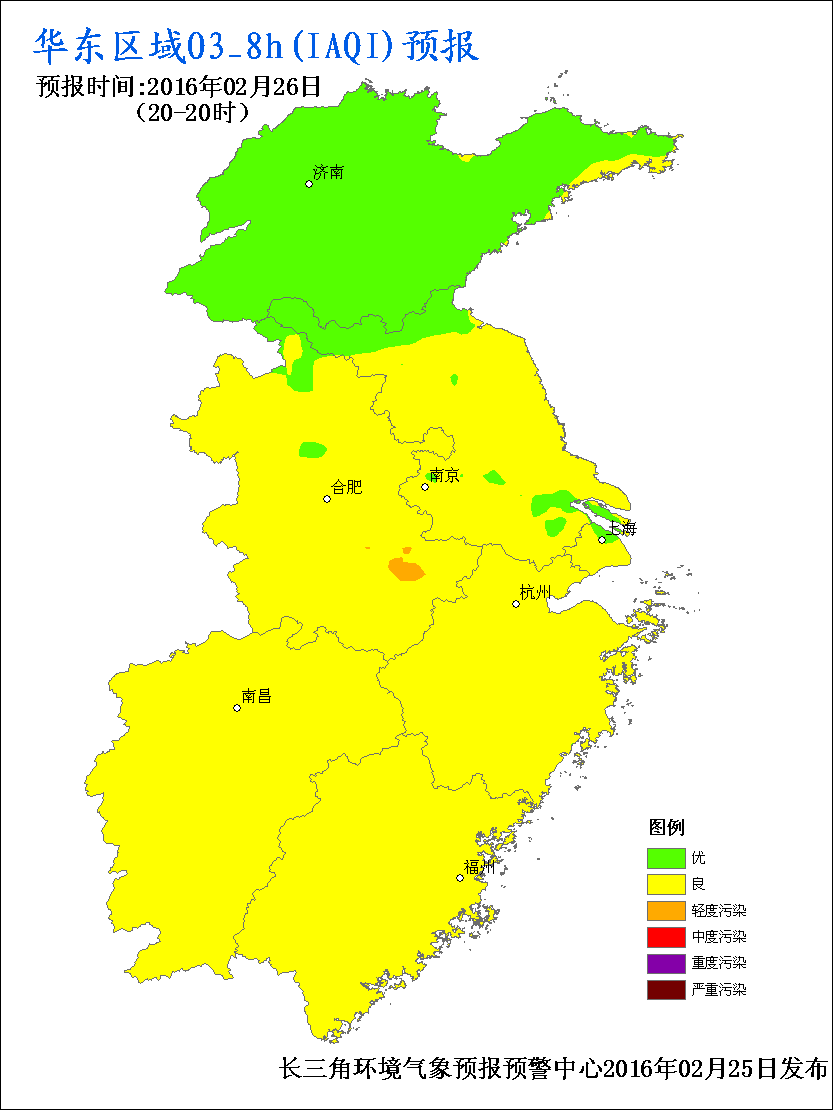 华东区域O3_8h(IAQI)预报
预报时间:2016年02月26日
(20-20时)
济南
南京
合肥
上海
杭州
南昌
福州
图例
优
良
轻度污染
中度污染
重度污染
严重污染
长三角环境气象预报预警中心2016年02月25日发布